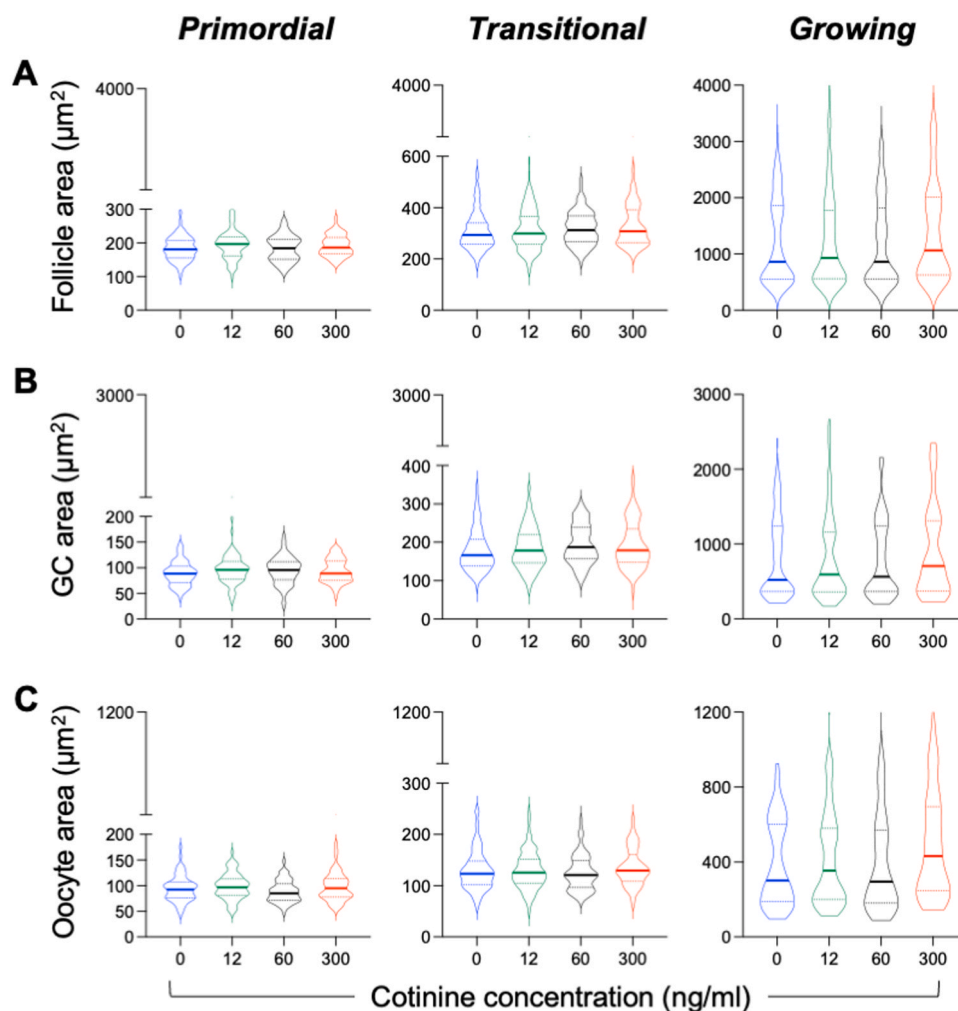 Primordial Transitional Growing
A
Follicle area (µm²)
4000
300
200
100
0
0 12 60 300
4000
600
400
200
0
0 12 60 300
4000
3000
2000
1000
0
0 12 60 300
B
GC area (µm²)
3000
200
150
100
50
0
0 12 60 300
3000
400
300
200
100
0
0 12 60 300
3000
2000
1000
0
0 12 60 300
C
Oocyte area (µm²)
1200
200
150
100
50
0
0 12 60 300
1200
300
200
100
0
0 12 60 300
1200
800
400
0
0 12 60 300
Cotinine concentration (ng/ml)